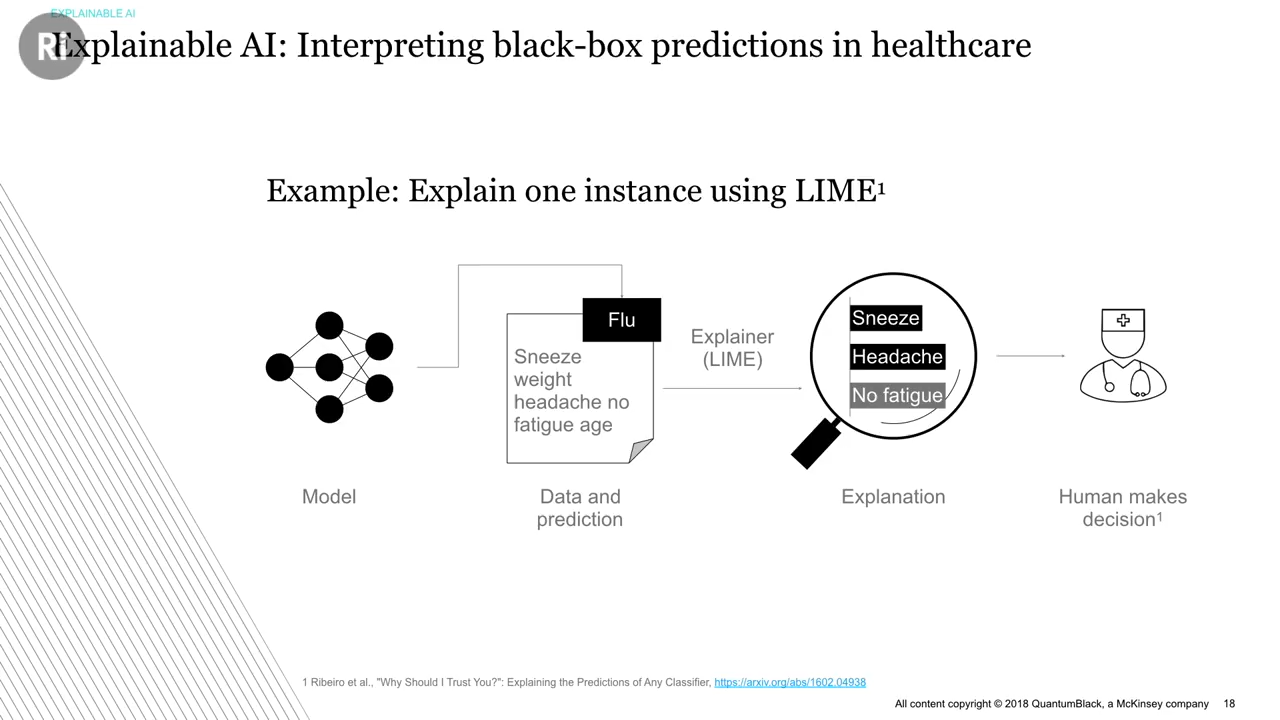 EXPLAINABLE AI
Ri
Explainable AI: Interpreting black-box predictions in healthcare
Example: Explain one instance using LIME¹
Flu
Sneeze
weight
headache no
fatigue age
Explainer
(LIME)
Sneeze
Headache
No fatigue
Model
Data and
prediction
Explanation
Human makes
decision¹
1 Ribeiro et al., "Why Should I Trust You?": Explaining the Predictions of Any Classifier, https://arxiv.org/abs/1602.04938
All content copyright © 2018 QuantumBlack, a McKinsey company 18